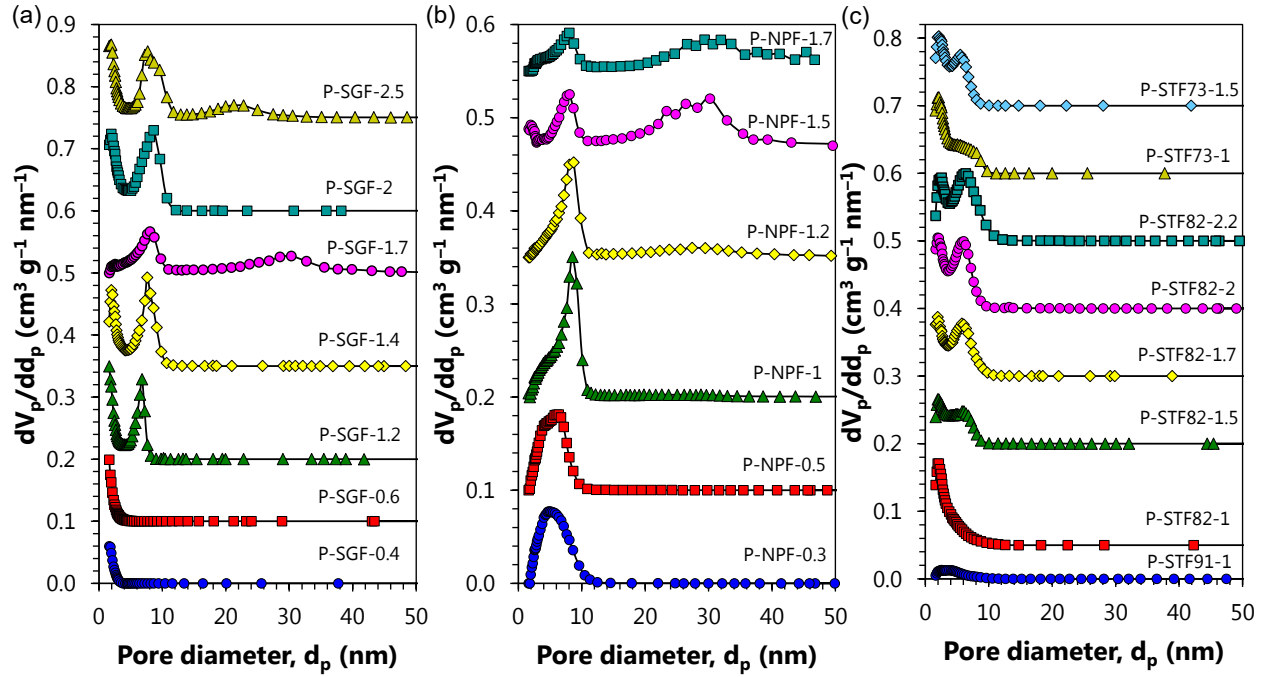 (a)
0.9
0.8
0.7
0.6
0.5
0.4
0.3
0.2
0.1
0.0
dVₚ/ddₚ (cm³ g⁻¹ nm⁻¹)
P-SGF-2.5
P-SGF-2
P-SGF-1.7
P-SGF-1.4
P-SGF-1.2
P-SGF-0.6
P-SGF-0.4
0 10 20 30 40 50
Pore diameter, dₚ (nm)
(b)
0.6
0.5
0.4
0.3
0.2
0.1
0.0
dVₚ/ddₚ (cm³ g⁻¹ nm⁻¹)
P-NPF-1.7
P-NPF-1.5
P-NPF-1.2
P-NPF-1
P-NPF-0.5
P-NPF-0.3
0 10 20 30 40 50
Pore diameter, dₚ (nm)
(c)
0.8
0.7
0.6
0.5
0.4
0.3
0.2
0.1
0.0
dVₚ/ddₚ (cm³ g⁻¹ nm⁻¹)
P-STF73-1.5
P-STF73-1
P-STF82-2.2
P-STF82-2
P-STF82-1.7
P-STF82-1.5
P-STF82-1
P-STF91-1
0 10 20 30 40 50
Pore diameter, dₚ (nm)